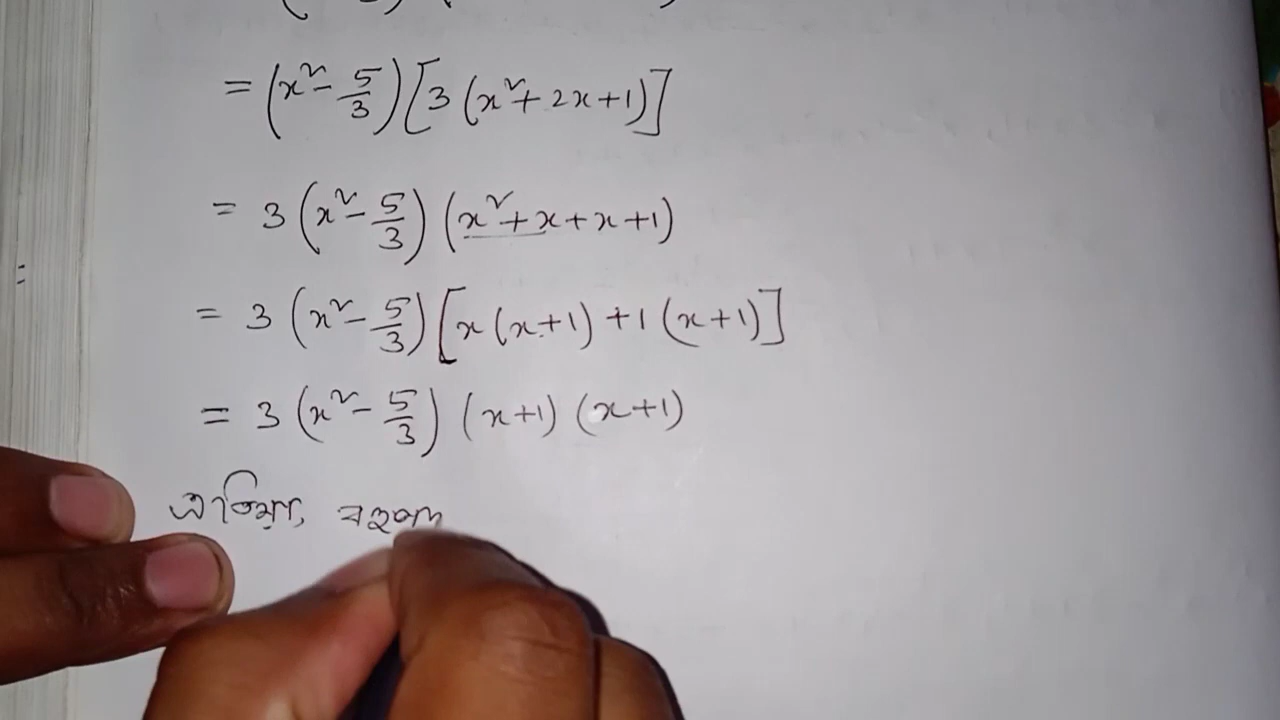 = (x² - 5/3) [3 (x² + 2x + 1)]
= 3 (x² - 5/3) (x² + x + x + 1)
= 3 (x² - 5/3) [x (x+1) + 1 (x+1)]
= 3 (x² - 5/3) (x+1) (x+1)